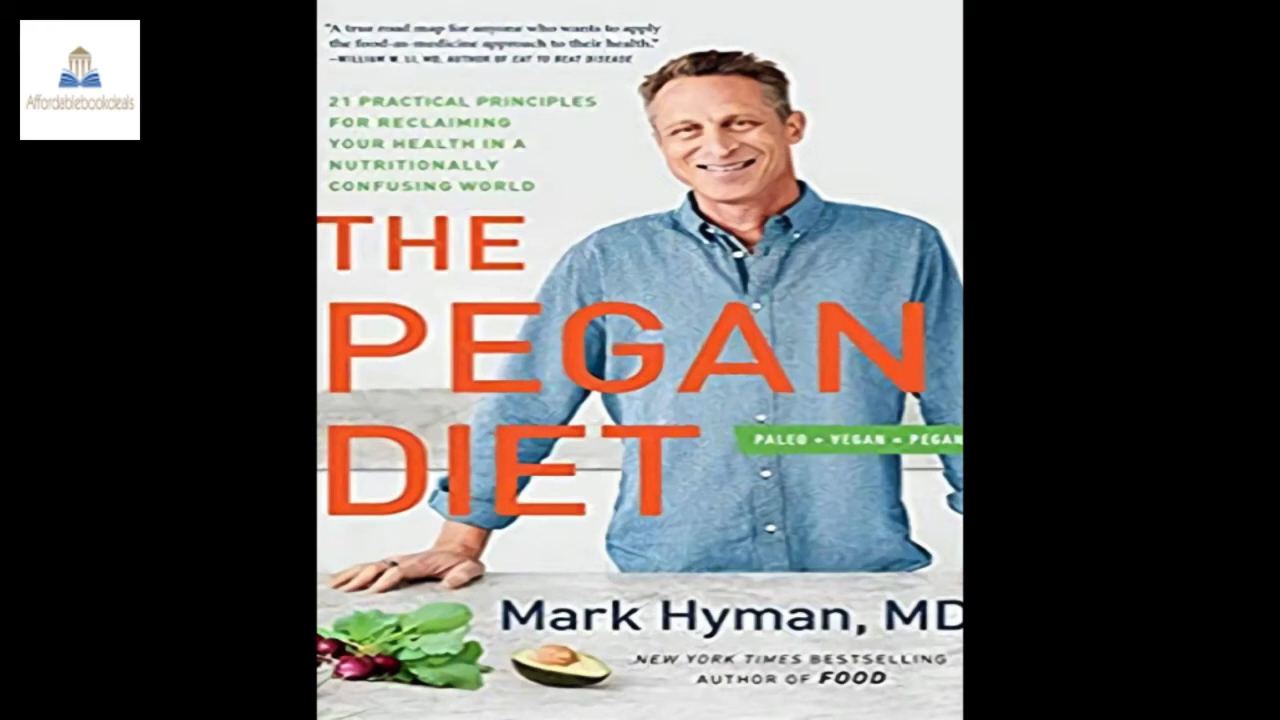 Affordablebookdeals
"A true road map for anyone who wants to apply
the food-as-medicine approach to their health."
—WILLIAM W. LI, MD, AUTHOR OF EAT TO BEAT DISEASE
21 PRACTICAL PRINCIPLES
FOR RECLAIMING
YOUR HEALTH IN A
NUTRITIONALLY
CONFUSING WORLD
THE
PEGAN
DIET
PALEO + VEGAN = PEGAN
Mark Hyman, MD
NEW YORK TIMES BESTSELLING
AUTHOR OF FOOD